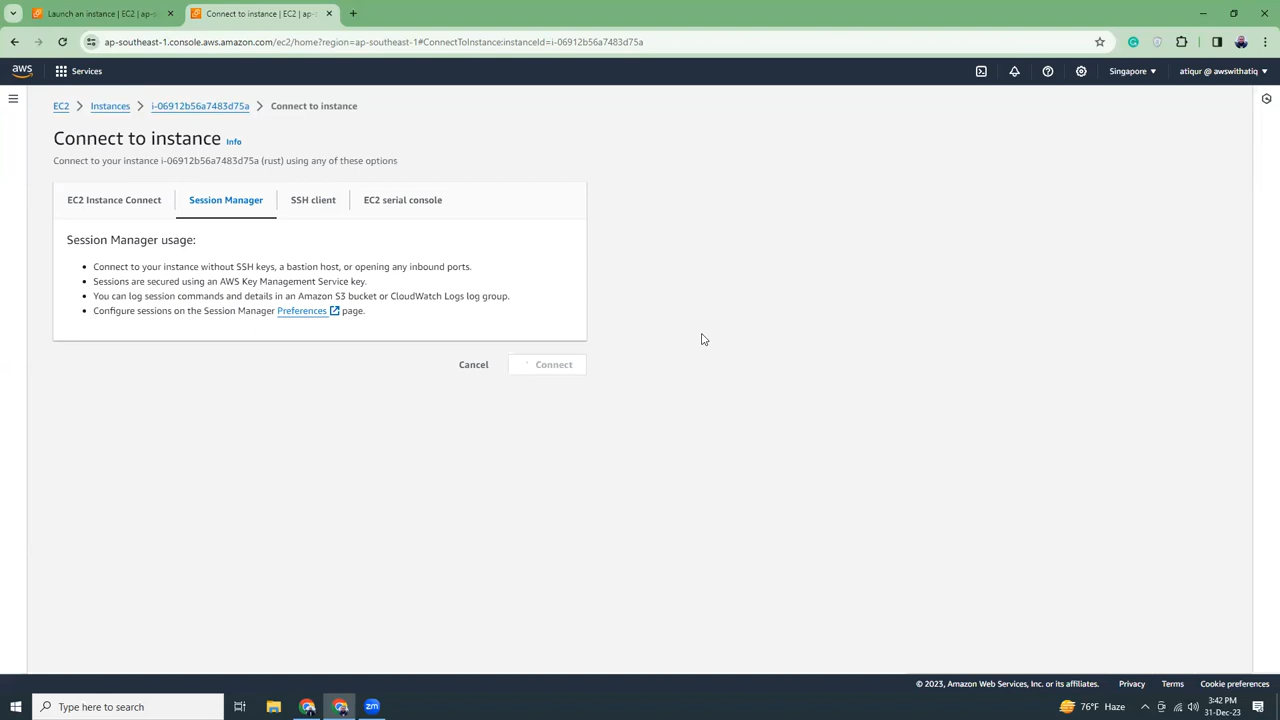 Launch an instance | EC2 | ap-s
Connect to instance | EC2 | ap-
ap-southeast-1.console.aws.amazon.com/ec2/home?region=ap-southeast-1#ConnectToInstance:instanceId=i-06912b56a7483d75a
aws
Services
Singapore
atiqur @ awswithatiq
EC2
Instances
i-06912b56a7483d75a
Connect to instance
Connect to instance
Info
Connect to your instance i-06912b56a7483d75a (rust) using any of these options
EC2 Instance Connect
Session Manager
SSH client
EC2 serial console
Session Manager usage:
Connect to your instance without SSH keys, a bastion host, or opening any inbound ports.
Sessions are secured using an AWS Key Management Service key.
You can log session commands and details in an Amazon S3 bucket or CloudWatch Logs log group.
Configure sessions on the Session Manager Preferences page.
Cancel
Connect
© 2023, Amazon Web Services, Inc. or its affiliates.
Privacy
Terms
Cookie preferences
Type here to search
zm
76°F Haze
3:42 PM
31-Dec-23